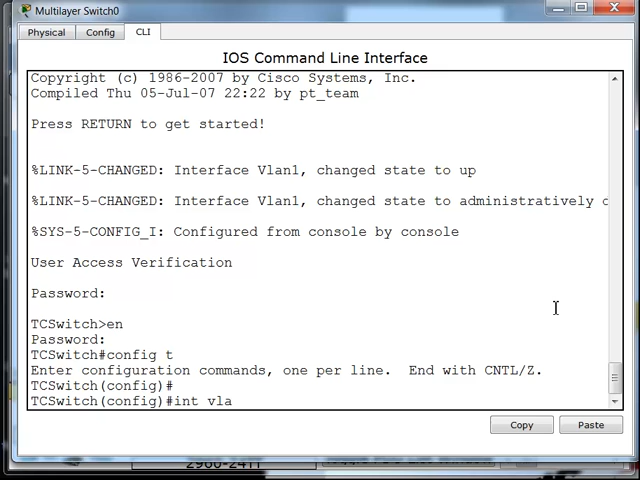 Multilayer Switch0
Physical Config CLI
IOS Command Line Interface
Copyright (c) 1986-2007 by Cisco Systems, Inc.
Compiled Thu 05-Jul-07 22:22 by pt_team
Press RETURN to get started!
%LINK-5-CHANGED: Interface Vlan1, changed state to up
%LINK-5-CHANGED: Interface Vlan1, changed state to administratively
%SYS-5-CONFIG_I: Configured from console by console
User Access Verification
Password:
TCSwitch>en
Password:
TCSwitch#config t
Enter configuration commands, one per line. End with CNTL/Z.
TCSwitch(config)#
TCSwitch(config)#int vla
Copy Paste